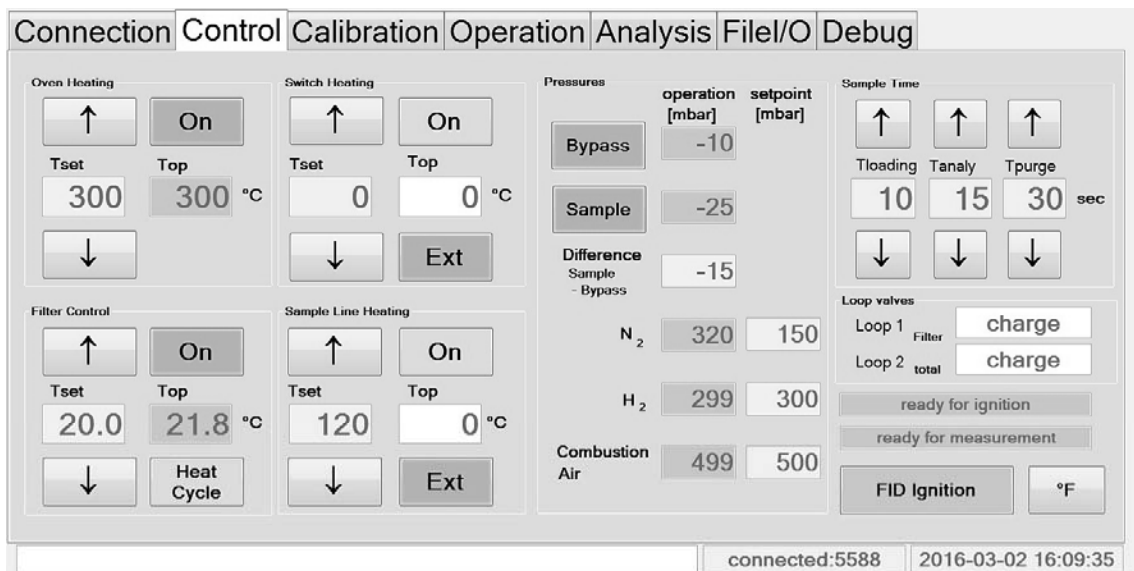 Connection Control Calibration Operation Analysis FileI/O Debug
Oven Heating
↑ On
Tset Top
300 300 °C
↓
Switch Heating
↑ On
Tset Top
0 0 °C
↓ Ext
Filter Control
↑ On
Tset Top
20.0 21.8 °C
↓ Heat
Cycle
Sample Line Heating
↑ On
Tset Top
120 0 °C
↓ Ext
Pressures
operation setpoint
[mbar] [mbar]
Bypass -10
Sample -25
Difference
Sample
- Bypass
-15
N2 320 150
H2 299 300
Combustion
Air
499 500
Sample Time
↑ ↑ ↑
Tloading Tanaly Tpurge
10 15 30 sec
↓ ↓ ↓
Loop valves
Loop 1 Filter charge
Loop 2 total charge
ready for ignition
ready for measurement
FID Ignition °F
connected:5588 2016-03-02 16:09:35